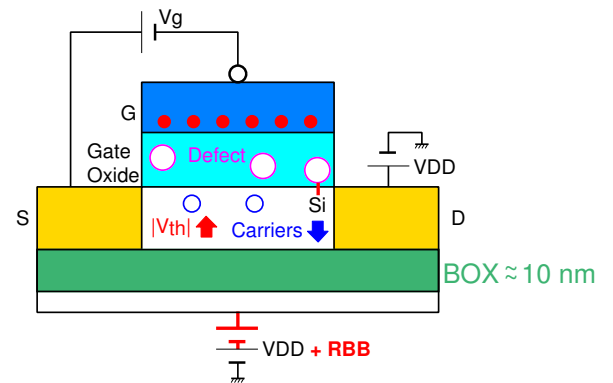 Vg
G
Gate
Oxide
Defect
VDD
S
Si
D
|Vth|
Carriers
BOX ≈ 10 nm
VDD + RBB